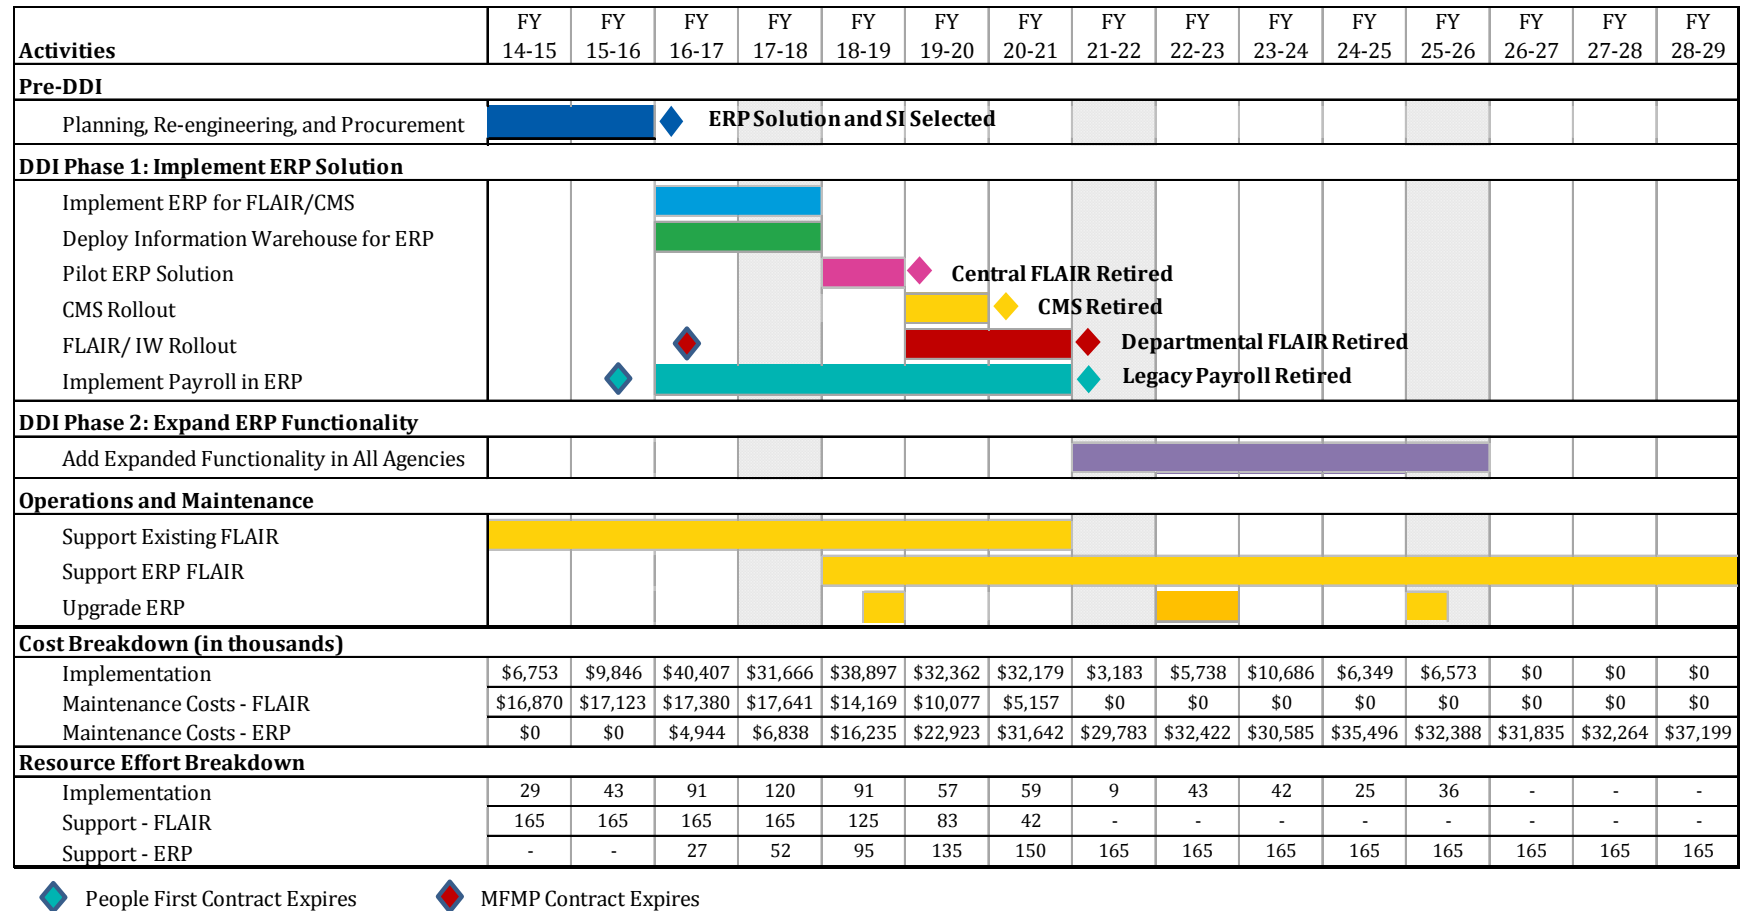 FY FY FY FY FY FY FY FY FY FY FY FY FY FY FY
Activities 14-15 15-16 16-17 17-18 18-19 19-20 20-21 21-22 22-23 23-24 24-25 25-26 26-27 27-28 28-29
Pre-DDI
Planning, Re-engineering, and Procurement ERP Solution and SI Selected
DDI Phase 1: Implement ERP Solution
Implement ERP for FLAIR/CMS
Deploy Information Warehouse for ERP
Pilot ERP Solution Central FLAIR Retired
CMS Rollout CMS Retired
FLAIR/ IW Rollout Departmental FLAIR Retired
Implement Payroll in ERP Legacy Payroll Retired
DDI Phase 2: Expand ERP Functionality
Add Expanded Functionality in All Agencies
Operations and Maintenance
Support Existing FLAIR
Support ERP FLAIR
Upgrade ERP
Cost Breakdown (in thousands)
Implementation $6,753 $9,846 $40,407 $31,666 $38,897 $32,362 $32,179 $3,183 $5,738 $10,686 $6,349 $6,573 $0 $0 $0
Maintenance Costs - FLAIR $16,870 $17,123 $17,380 $17,641 $14,169 $10,077 $5,157 $0 $0 $0 $0 $0 $0 $0 $0
Maintenance Costs - ERP $0 $0 $4,944 $6,838 $16,235 $22,923 $31,642 $29,783 $32,422 $30,585 $35,496 $32,388 $31,835 $32,264 $37,199
Resource Effort Breakdown
Implementation 29 43 91 120 91 57 59 9 43 42 25 36 - - -
Support - FLAIR 165 165 165 165 125 83 42 - - - - - - - -
Support - ERP - - 27 52 95 135 150 165 165 165 165 165 165 165 165
People First Contract Expires MFMP Contract Expires